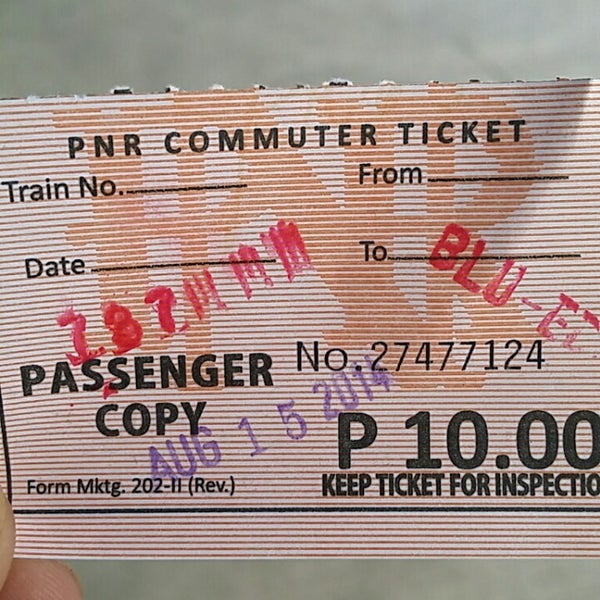 PNR COMMUTER TICKET
Train No.
From
Date
To
BLU-
PASSENGER
COPY
No. 27477124
AUG 15 2014
P 10.00
Form Mktg. 202-II (Rev.)
KEEP TICKET FOR INSPECTIO